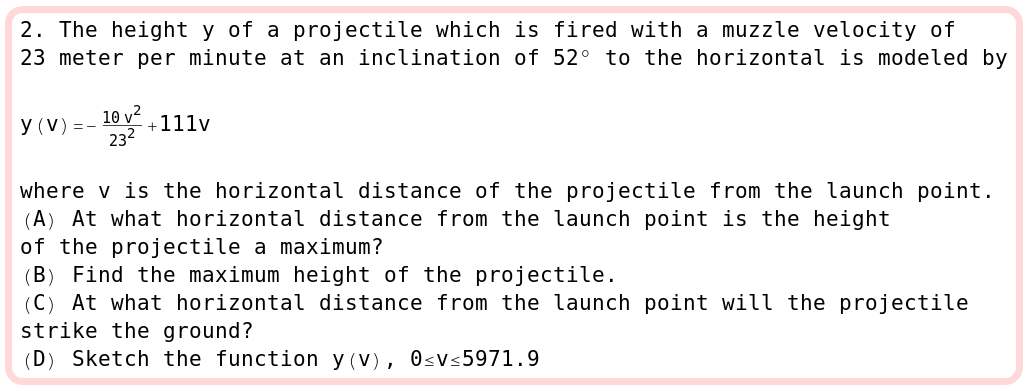 2. The height y of a projectile which is fired with a muzzle velocity of
23 meter per minute at an inclination of 52° to the horizontal is modeled by
y(v)=-\frac{10 v^2}{23^2}+111v
where v is the horizontal distance of the projectile from the launch point.
(A) At what horizontal distance from the launch point is the height
of the projectile a maximum?
(B) Find the maximum height of the projectile.
(C) At what horizontal distance from the launch point will the projectile
strike the ground?
(D) Sketch the function y(v), 0≤v≤5971.9